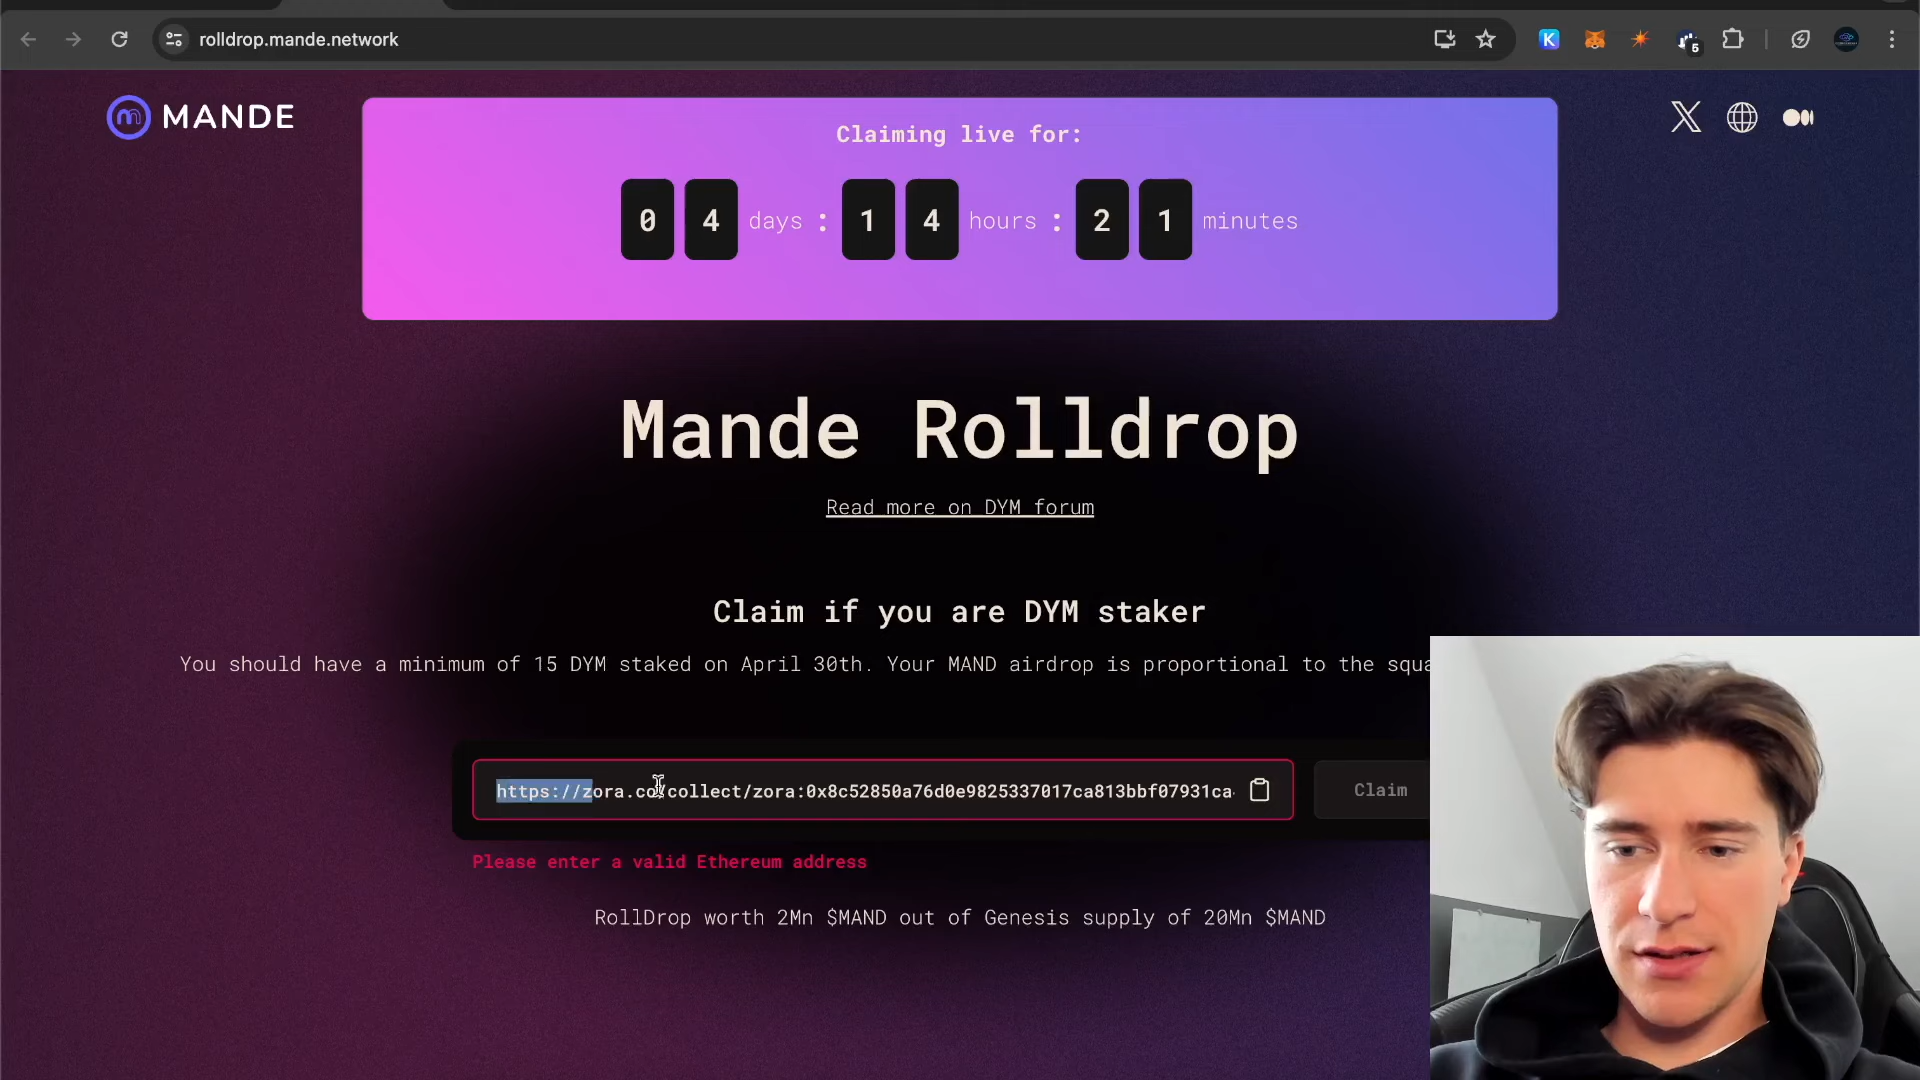 rolldrop.mande.network
5
MANDE
Claiming live for:
0 4 days : 1 4 hours : 2 1 minutes
Mande Rolldrop
Read more on DYM forum
Claim if you are DYM staker
You should have a minimum of 15 DYM staked on April 30th. Your MAND airdrop is proportional to the squa
https://zora.co/collect/zora:0x8c52850a76d0e9825337017ca813bbf07931ca
Claim
Please enter a valid Ethereum address
RollDrop worth 2Mn $MAND out of Genesis supply of 20Mn $MAND